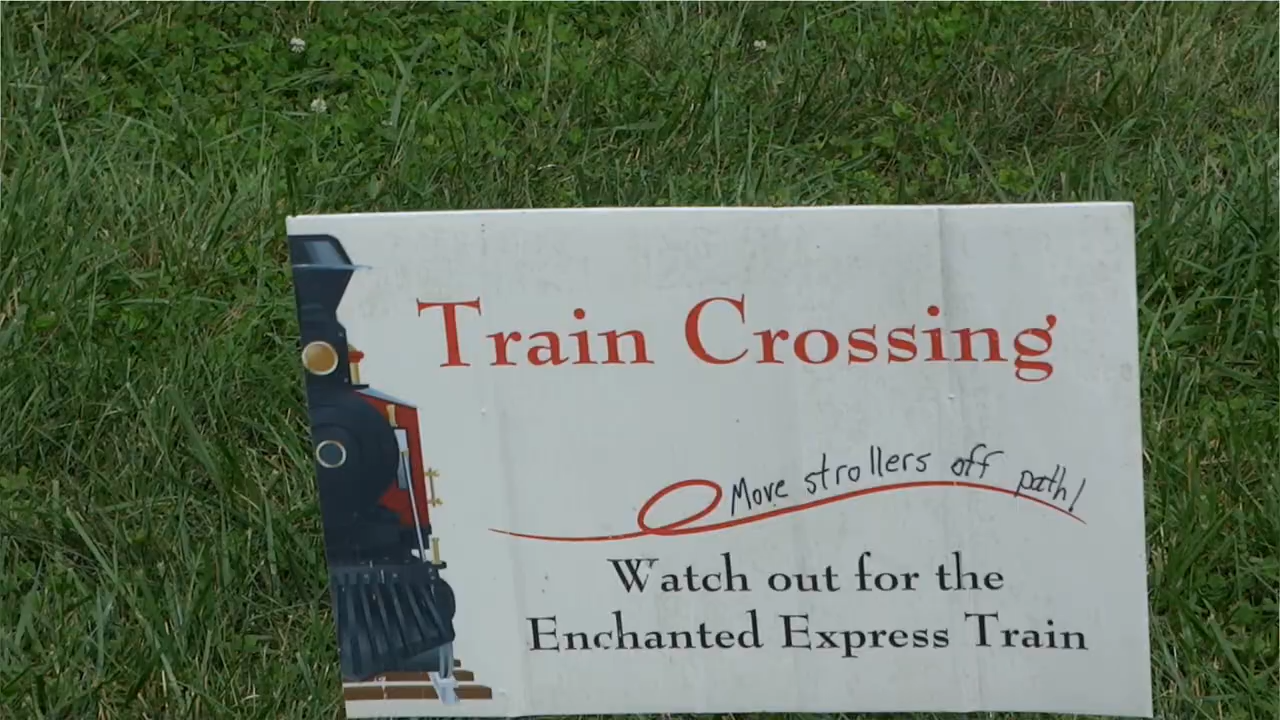 Train Crossing
Move strollers off path!
Watch out for the
Enchanted Express Train